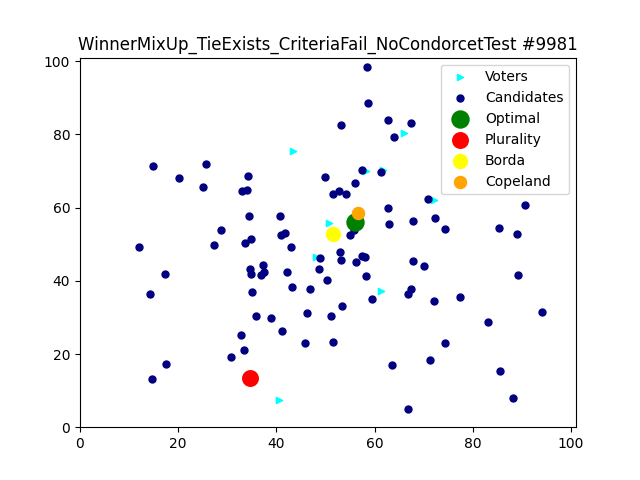 WinnerMixUp_TieExists_CriteriaFail_NoCondorcetTest #9981
100
80
60
40
20
0
0 20 40 60 80 100
Voters
Candidates
Optimal
Plurality
Borda
Copeland